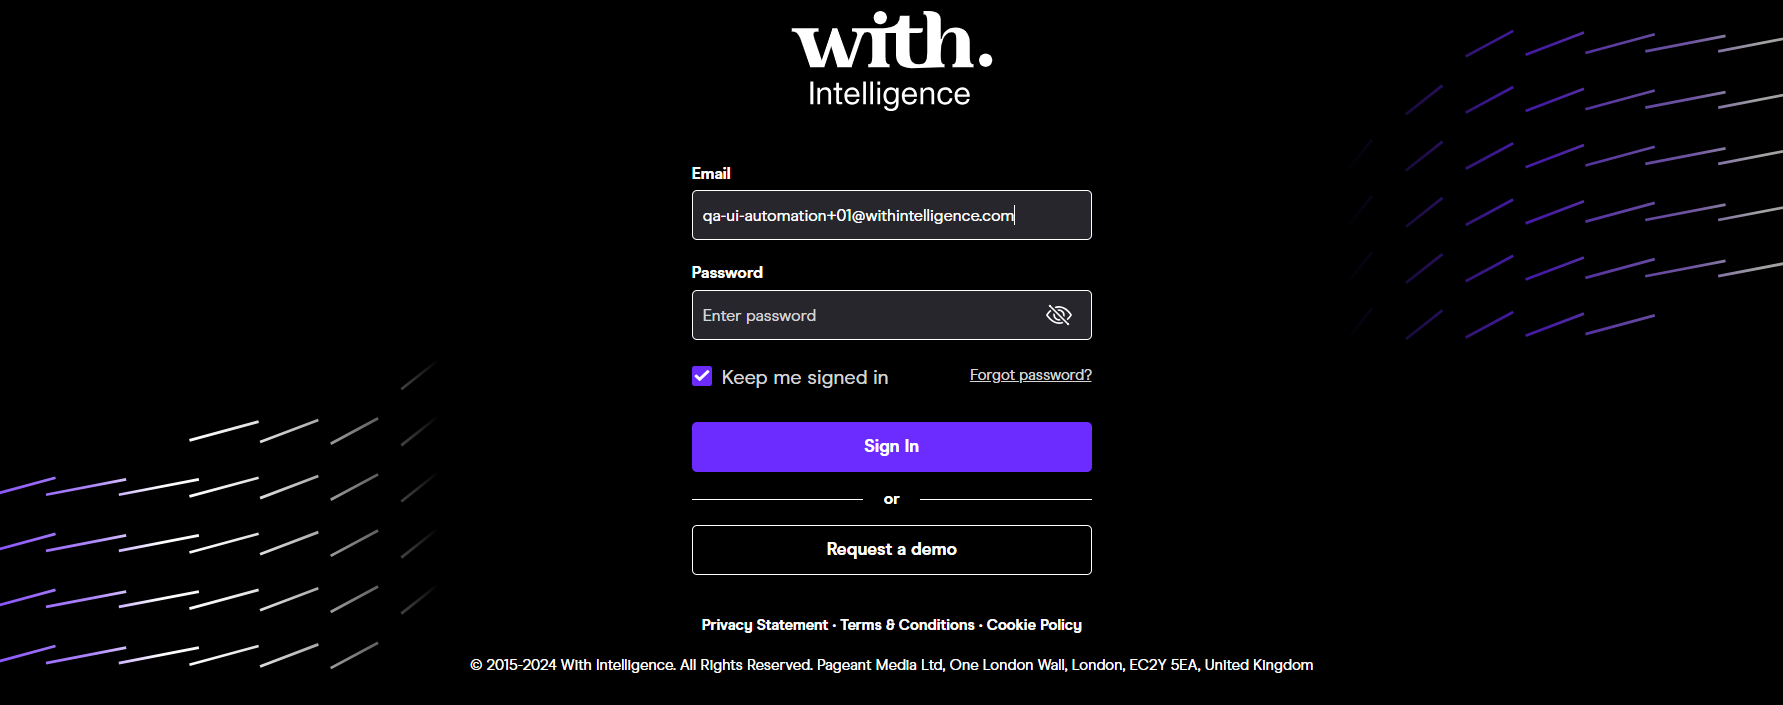 with.
Intelligence
Email
qa-ui-automation+01@withintelligence.com
Password
Enter password
Keep me signed in
Forgot password?
Sign In
or
Request a demo
Privacy Statement · Terms & Conditions · Cookie Policy
© 2015-2024 With Intelligence. All Rights Reserved. Pageant Media Ltd, One London Wall, London, EC2Y 5EA, United Kingdom